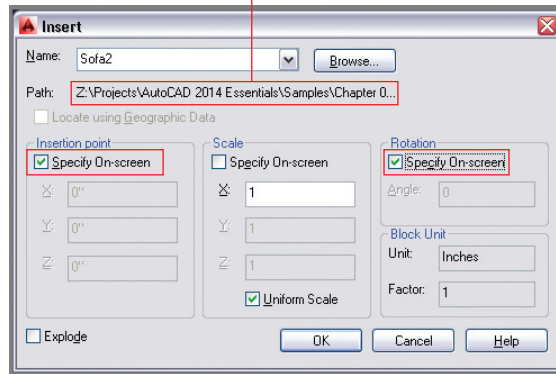 Insert
Name: Sofa2 Browse...
Path: Z:\Projects\AutoCAD 2014 Essentials\Samples\Chapter 0...
Locate using Geographic Data
Insertion point Scale Rotation
Specify On-screen Specify On-screen Specify On-screen
X: 0" X: 1 Angle: 0
Y: 0" Y: 1 Block Unit
Z: 0" Z: 1 Unit: Inches
Uniform Scale Factor: 1
Explode OK Cancel Help